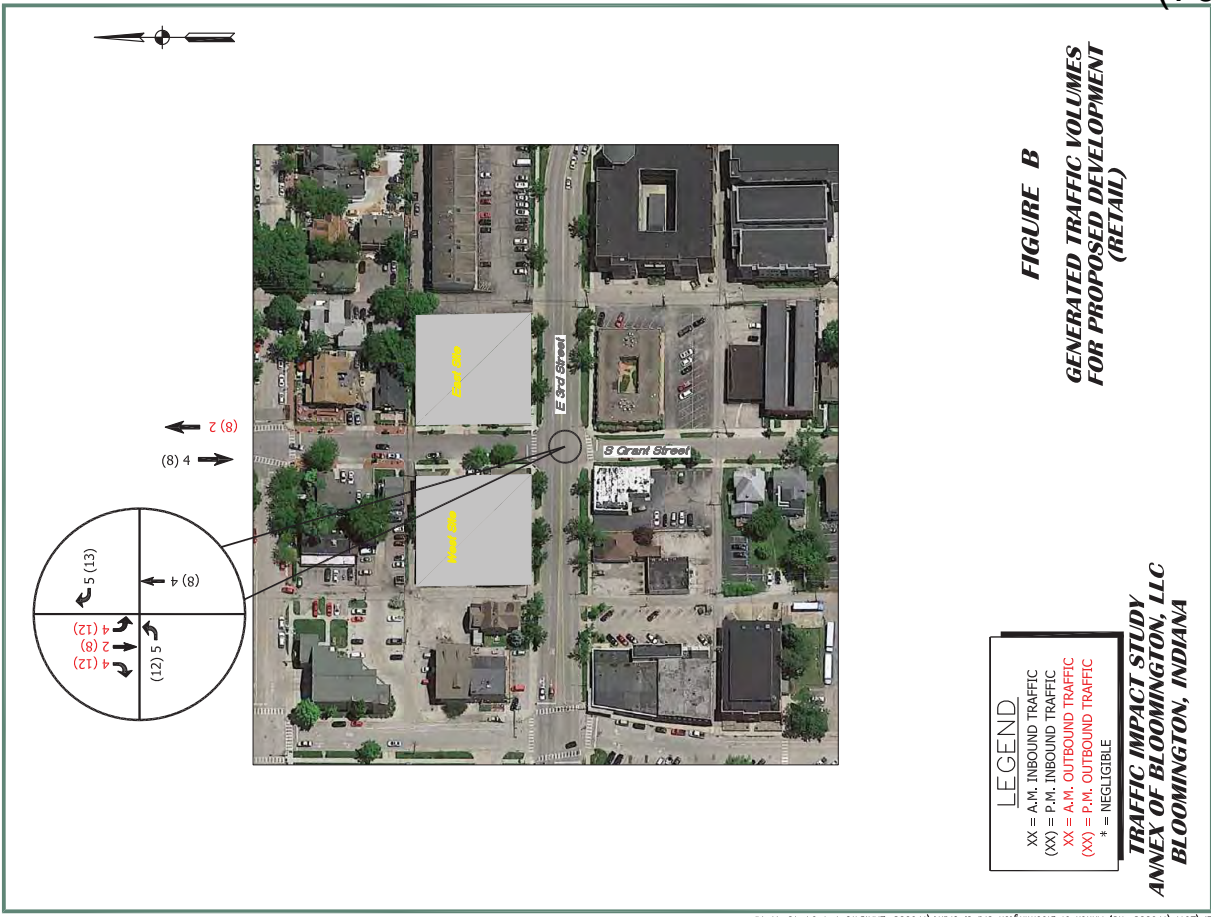 FIGURE B
GENERATED TRAFFIC VOLUMES
FOR PROPOSED DEVELOPMENT
(RETAIL)
East Site
West Site
E 3rd Street
S Grant Street
(8) 2
(8) 4
5 (13)
(8) 4
4 (12)
2 (8)
4 (12)
(12) 5
LEGEND
XX = A.M. INBOUND TRAFFIC
(XX) = P.M. INBOUND TRAFFIC
XX = A.M. OUTBOUND TRAFFIC
(XX) = P.M. OUTBOUND TRAFFIC
* = NEGLIGIBLE
TRAFFIC IMPACT STUDY
ANNEX OF BLOOMINGTON, LLC
BLOOMINGTON, INDIANA